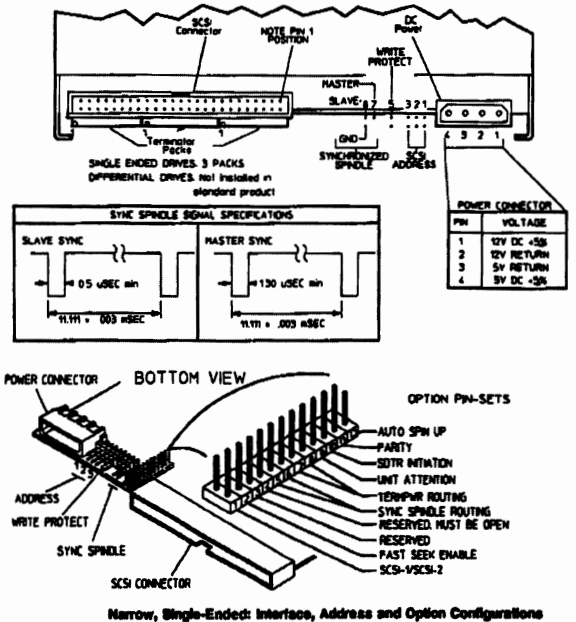 SCSI
Connector
NOTE PIN 1
POSITION
DC
Power
WRITE
PROTECT
MASTER
SLAVE
8 7 5 3 2 1
GND
SYNCHRONIZED
SPINDLE
SCSI
ADDRESS
4 3 2 1
1 1
Terminator
Packs
SINGLE ENDED DRIVES. 3 PACKS
DIFFERENTIAL DRIVES. Not installed in
standard product
SYNC SPINDLE SIGNAL SPECIFICATIONS
SLAVE SYNC
MASTER SYNC
uSEC min
130 uSEC min
11.111 .003 mSEC
11.111 .003 mSEC
POWER CONNECTOR
PIN VOLTAGE
1 12V DC
2 12V RETURN
3 5V RETURN
4 5V DC
POWER CONNECTOR
BOTTOM VIEW
OPTION PIN-SETS
AUTO SPIN UP
PARITY
SDTR INITIATION
UNIT ATTENTION
TERMPWR ROUTING
SYNC SPINDLE ROUTING
RESERVED. MUST BE OPEN
RESERVED
FAST SEEK ENABLE
SCSI-1/SCSI-2
ADDRESS
WRITE PROTECT
SYNC SPINDLE
SCSI CONNECTOR
Narrow, Single-Ended: Interface, Address and Option Configurations